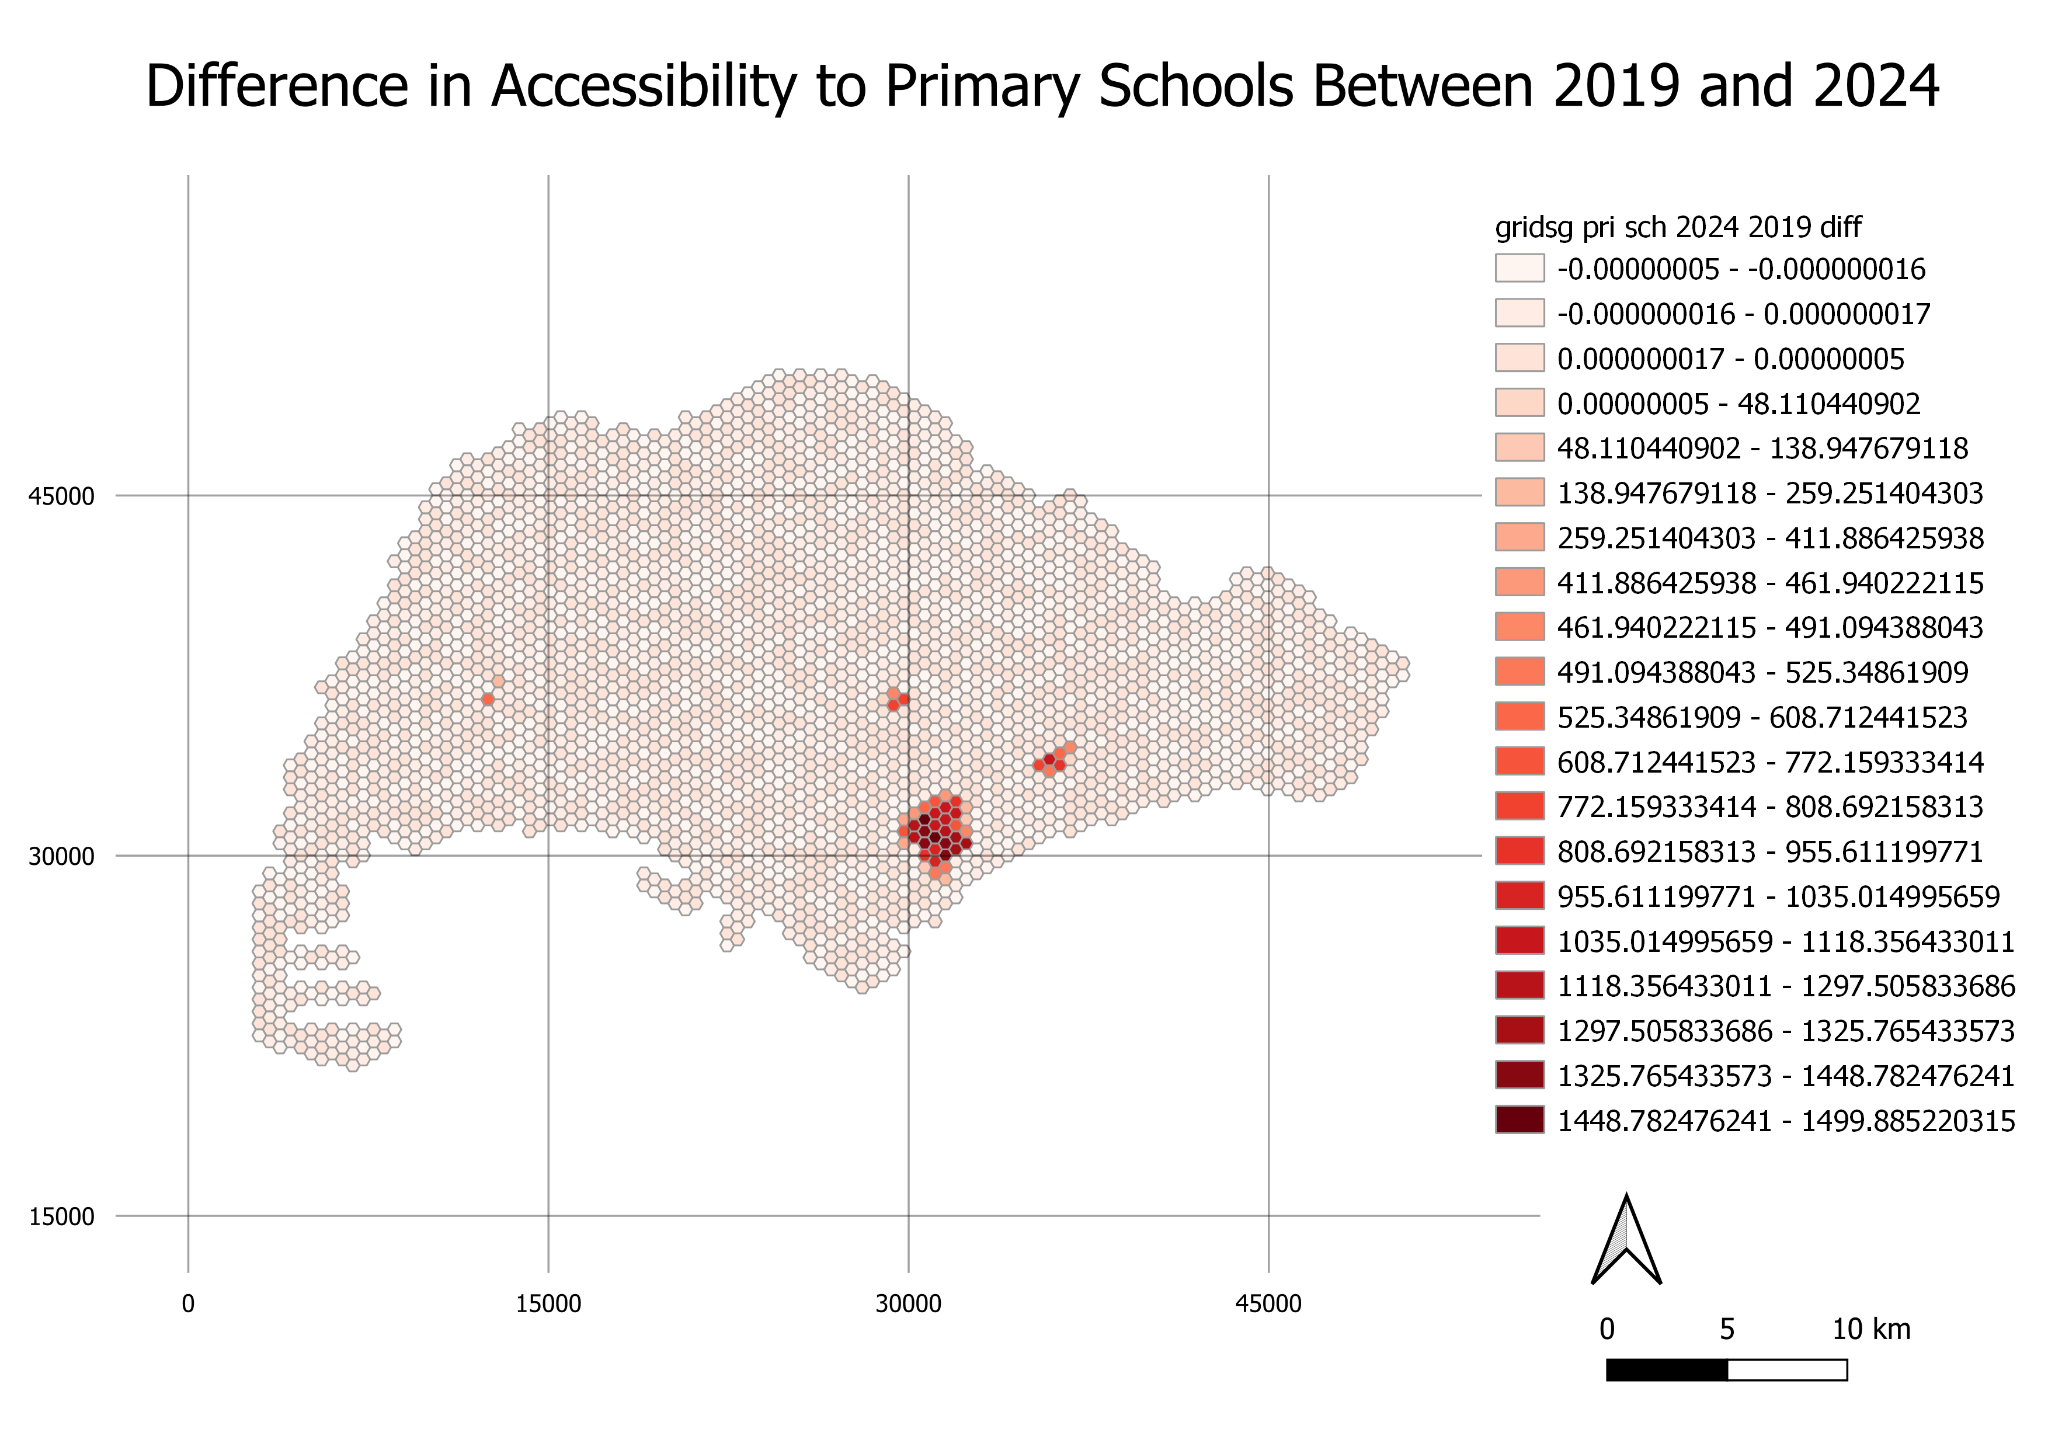 Difference in Accessibility to Primary Schools Between 2019 and 2024
gridsg pri sch 2024 2019 diff
-0.00000005 - -0.000000016
-0.000000016 - 0.000000017
0.000000017 - 0.00000005
0.00000005 - 48.110440902
48.110440902 - 138.947679118
138.947679118 - 259.251404303
259.251404303 - 411.886425938
411.886425938 - 461.940222115
461.940222115 - 491.094388043
491.094388043 - 525.34861909
525.34861909 - 608.712441523
608.712441523 - 772.159333414
772.159333414 - 808.692158313
808.692158313 - 955.611199771
955.611199771 - 1035.014995659
1035.014995659 - 1118.356433011
1118.356433011 - 1297.505833686
1297.505833686 - 1325.765433573
1325.765433573 - 1448.782476241
1448.782476241 - 1499.885220315
45000
30000
15000
0 15000 30000 45000
0 5 10 km